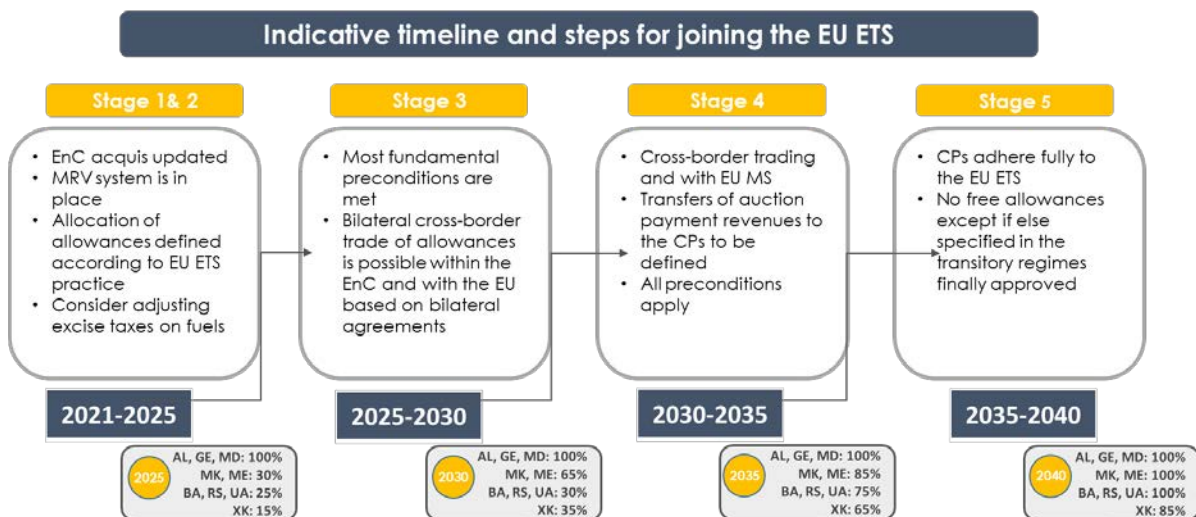 Indicative timeline and steps for joining the EU ETS
Stage 1& 2
• EnC acquis updated
• MRV system is in
place
• Allocation of
allowances defined
according to EU ETS
practice
• Consider adjusting
excise taxes on fuels
2021-2025
2025
AL, GE, MD: 100%
MK, ME: 30%
BA, RS, UA: 25%
XK: 15%
Stage 3
• Most fundamental
preconditions are
met
• Bilateral cross-border
trade of allowances
is possible within the
EnC and with the EU
based on bilateral
agreements
2025-2030
2030
AL, GE, MD: 100%
MK, ME: 65%
BA, RS, UA: 30%
XK: 35%
Stage 4
• Cross-border trading
and with EU MS
• Transfers of auction
payment revenues to
the CPs to be
defined
• All preconditions
apply
2030-2035
2035
AL, GE, MD: 100%
MK, ME: 85%
BA, RS, UA: 75%
XK: 65%
Stage 5
• CPs adhere fully to
the EU ETS
• No free allowances
except if else
specified in the
transitory regimes
finally approved
2035-2040
2040
AL, GE, MD: 100%
MK, ME: 100%
BA, RS, UA: 100%
XK: 85%